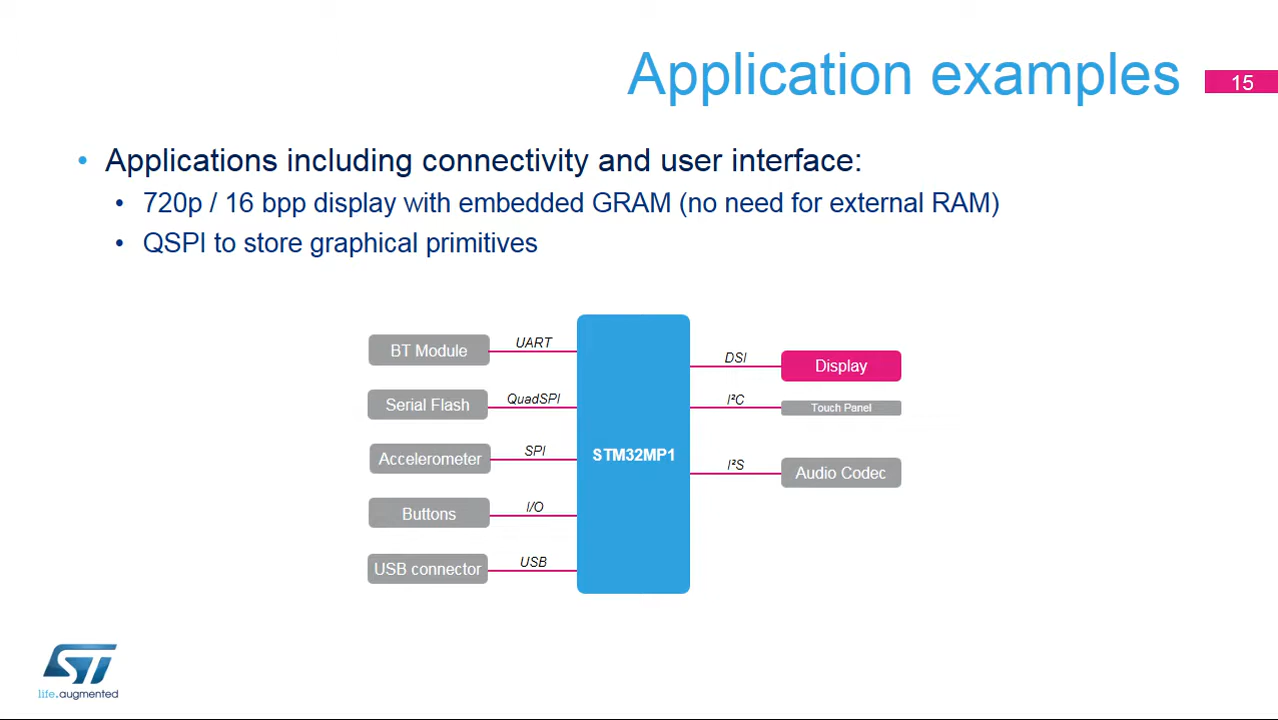 Application examples
15
• Applications including connectivity and user interface:
• 720p / 16 bpp display with embedded GRAM (no need for external RAM)
• QSPI to store graphical primitives
BT Module
UART
Serial Flash
QuadSPI
Accelerometer
SPI
Buttons
I/O
USB connector
USB
STM32MP1
DSI
Display
I²C
Touch Panel
I²S
Audio Codec
ST
life.augmented